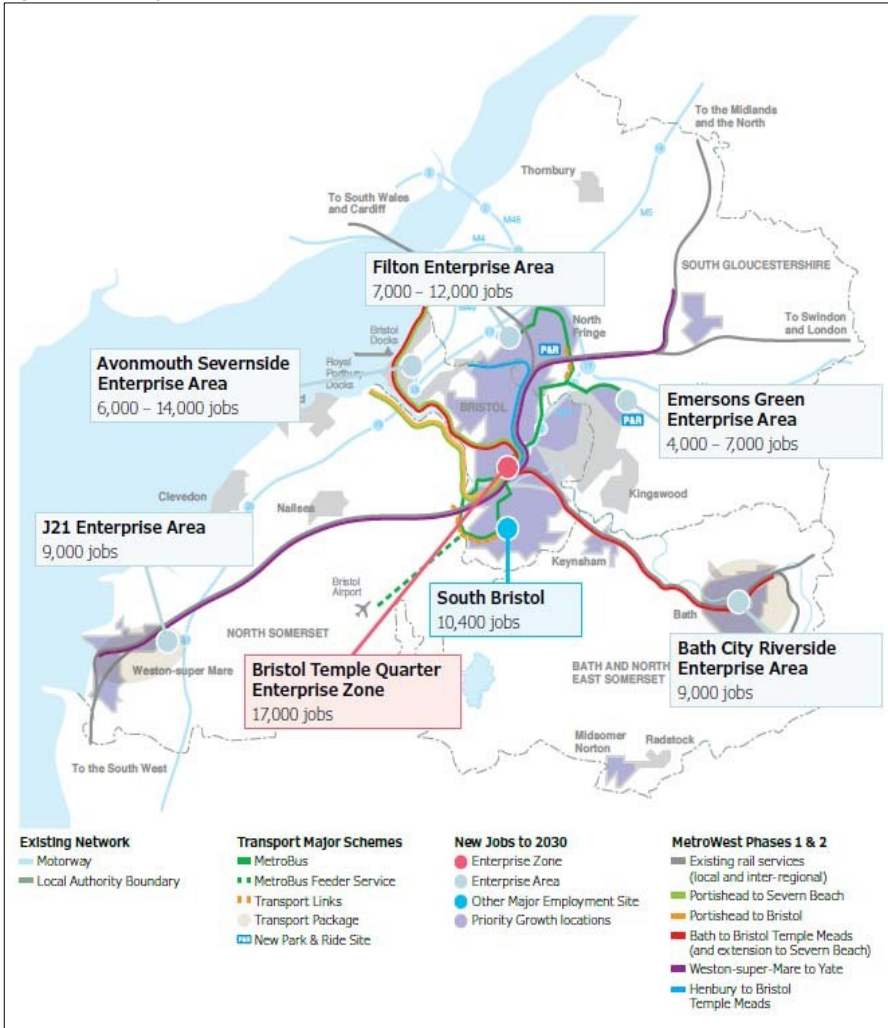 To the Midlands
and the North
Thornbury
To South Wales
and Cardiff
M48
M5
M4
Filton Enterprise Area
7,000 – 12,000 jobs
SOUTH GLOUCESTERSHIRE
North
Fringe
To Swindon
and London
Bristol
Docks
P&R
Royal
Portbury
Docks
Avonmouth Severnside
Enterprise Area
6,000 – 14,000 jobs
BRISTOL
Emersons Green
Enterprise Area
4,000 – 7,000 jobs
P&R
Clevedon
Nailsea
Kingswood
J21 Enterprise Area
9,000 jobs
Keynsham
Bristol
Airport
South Bristol
10,400 jobs
Bath
NORTH SOMERSET
Weston-super Mare
Bristol Temple Quarter
Enterprise Zone
17,000 jobs
BATH AND NORTH
EAST SOMERSET
Bath City Riverside
Enterprise Area
9,000 jobs
Midsomer
Norton
Radstock
To the South West
Existing Network
Motorway
Local Authority Boundary
Transport Major Schemes
MetroBus
MetroBus Feeder Service
Transport Links
Transport Package
P&R New Park & Ride Site
New Jobs to 2030
Enterprise Zone
Enterprise Area
Other Major Employment Site
Priority Growth locations
MetroWest Phases 1 & 2
Existing rail services
(local and inter-regional)
Portishead to Severn Beach
Portishead to Bristol
Bath to Bristol Temple Meads
(and extension to Severn Beach)
Weston-super-Mare to Yate
Henbury to Bristol
Temple Meads